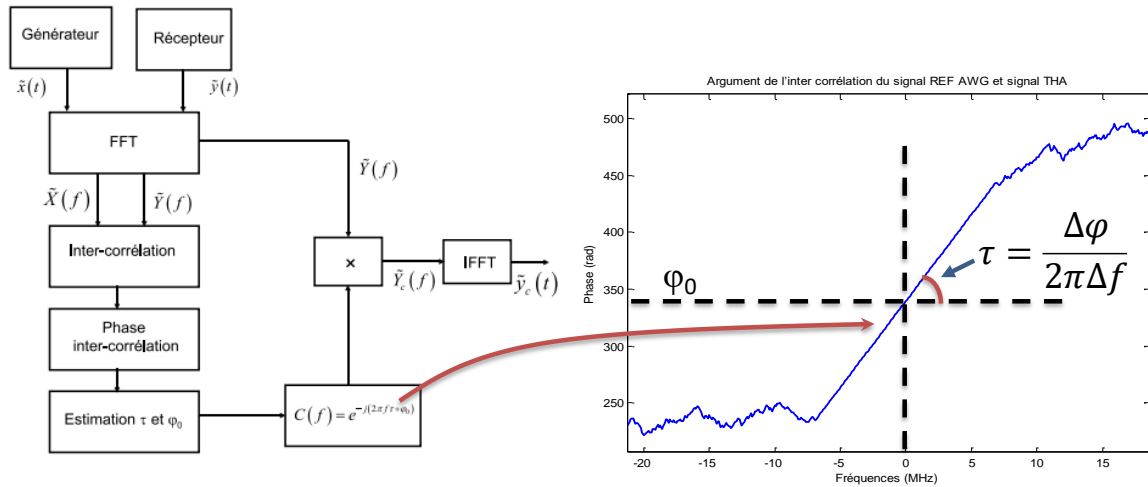 Générateur
Récepteur
x̃(t)
ỹ(t)
FFT
X̃(f)
Ỹ(f)
Ỹ(f)
Inter-corrélation
Phase
inter-corrélation
Estimation τ et φ₀
C(f) = e^{-j(2πfτ+φ₀)}
×
Ỹ_c(f)
IFFT
ỹ_c(t)
Argument de l'inter corrélation du signal REF AWG et signal THA
Phase (rad)
500
450
400
350
300
250
φ₀
τ = Δφ / 2πΔf
-20 -15 -10 -5 0 5 10 15
Fréquences (MHz)